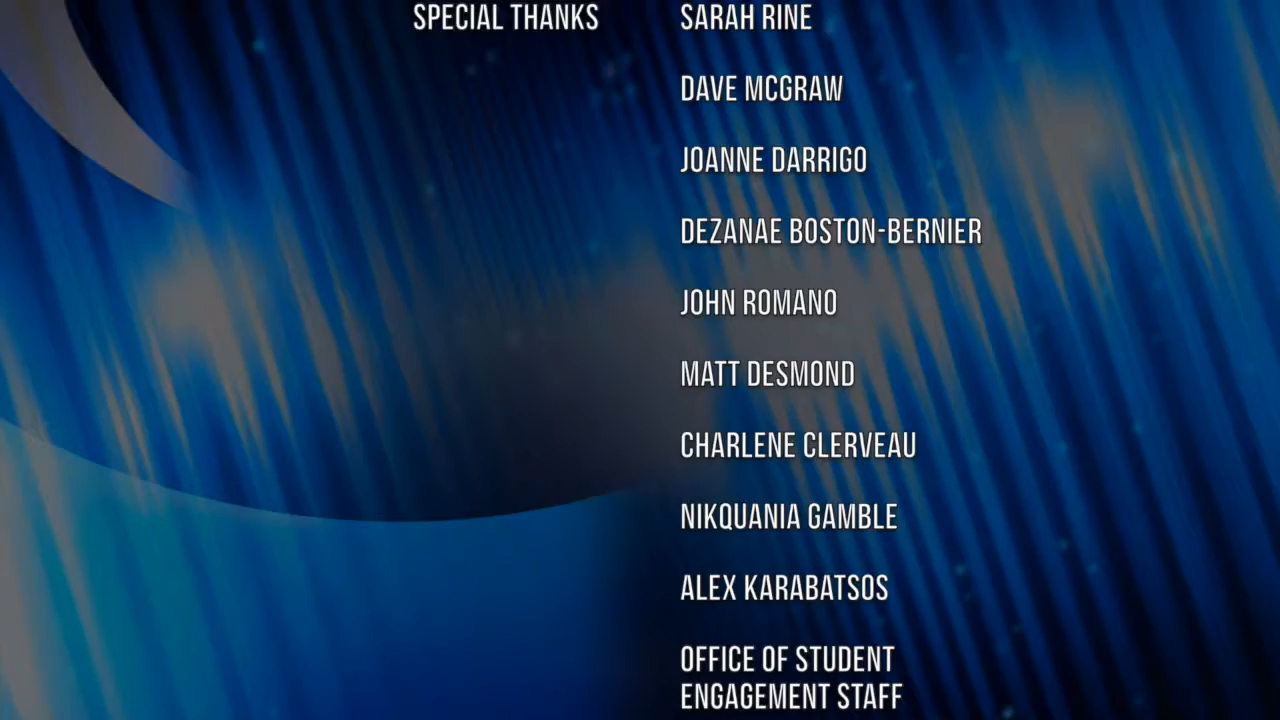 SPECIAL THANKS SARAH RINE
DAVE MCGRAW
JOANNE DARRIGO
DEZANAE BOSTON-BERNIER
JOHN ROMANO
MATT DESMOND
CHARLENE CLERVEAU
NIKQUANIA GAMBLE
ALEX KARABATSOS
OFFICE OF STUDENT
ENGAGEMENT STAFF